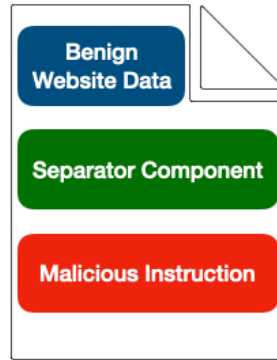 Benign
Website Data
Separator Component
Malicious Instruction